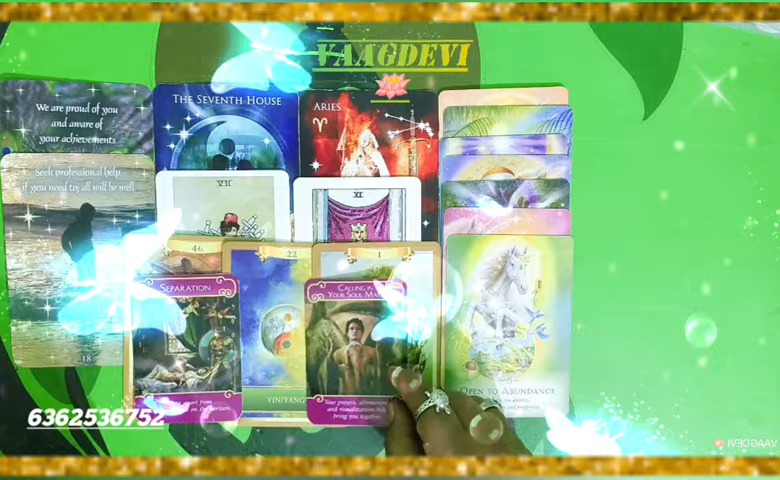 VAAGDEVI
We are proud of you
and aware of
your achievements
THE SEVENTH HOUSE
ARIES
Seek professional help
if you need to; all will be well
VII
XI
46
22
1
SEPARATION
CALLING IN
YOUR SOUL MATE
OPEN TO ABUNDANCE
YIN/YANG
Your prayers, affirmations
and visualizations
bring you together.
18
6362536752
VAAGDEVI